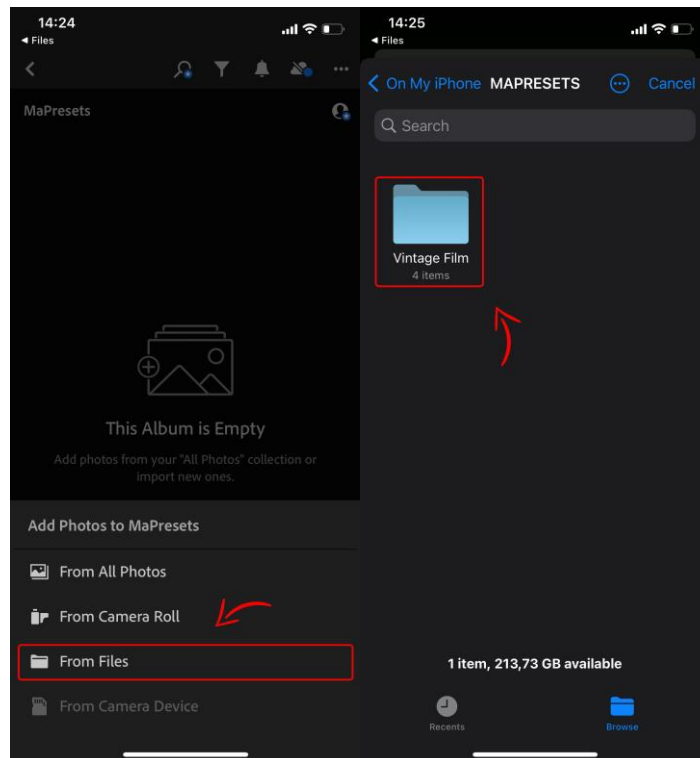 14:24
◄ Files
MaPresets
This Album is Empty
Add photos from your "All Photos" collection or
import new ones.
Add Photos to MaPresets
From All Photos
From Camera Roll
From Files
From Camera Device
14:25
◄ Files
On My iPhone MAPRESETS Cancel
Search
Vintage Film
4 items
1 item, 213,73 GB available
Recents Browse